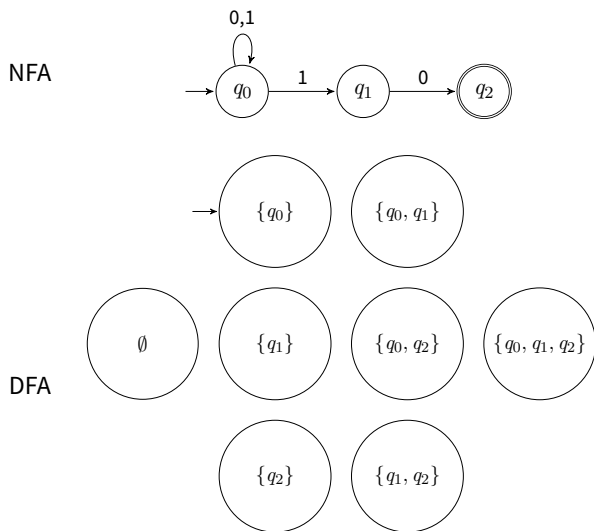 0,1
NFA
q₀ 1 q₁ 0 q₂
{q₀} {q₀, q₁}
∅ {q₁} {q₀, q₂} {q₀, q₁, q₂}
DFA
{q₂} {q₁, q₂}